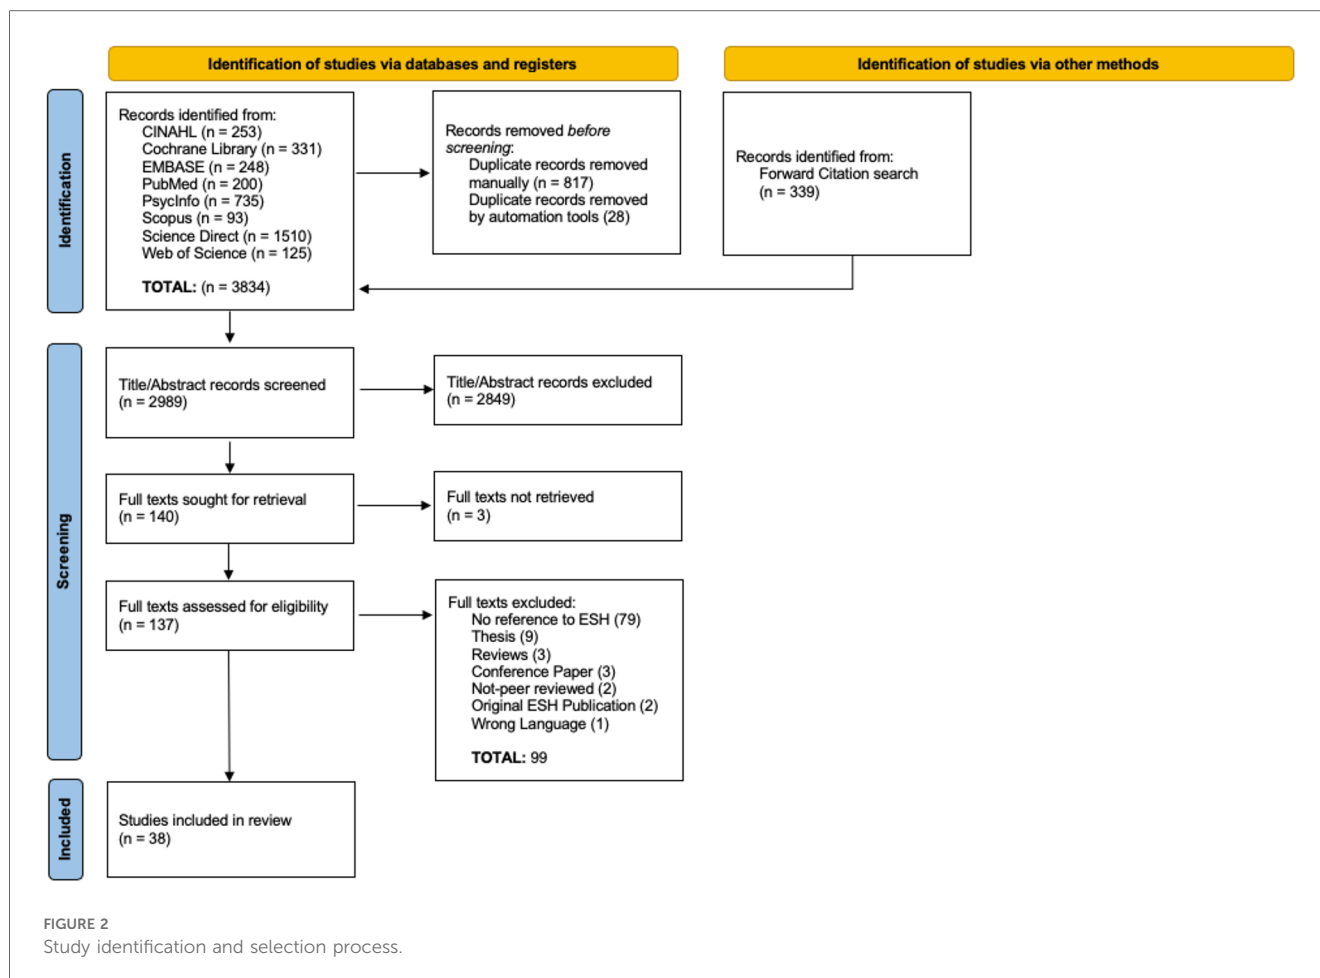 Identification of studies via databases and registers
Identification of studies via other methods
Identification
Records identified from:
CINAHL (n = 253)
Cochrane Library (n = 331)
EMBASE (n = 248)
PubMed (n = 200)
PsycInfo (n = 735)
Scopus (n = 93)
Science Direct (n = 1510)
Web of Science (n = 125)
TOTAL: (n = 3834)
Records removed before
screening:
Duplicate records removed
manually (n = 817)
Duplicate records removed
by automation tools (28)
Records identified from:
Forward Citation search
(n = 339)
Screening
Title/Abstract records screened
(n = 2989)
Title/Abstract records excluded
(n = 2849)
Full texts sought for retrieval
(n = 140)
Full texts not retrieved
(n = 3)
Full texts assessed for eligibility
(n = 137)
Full texts excluded:
No reference to ESH (79)
Thesis (9)
Reviews (3)
Conference Paper (3)
Not-peer reviewed (2)
Original ESH Publication (2)
Wrong Language (1)
TOTAL: 99
Included
Studies included in review
(n = 38)
FIGURE 2
Study identification and selection process.